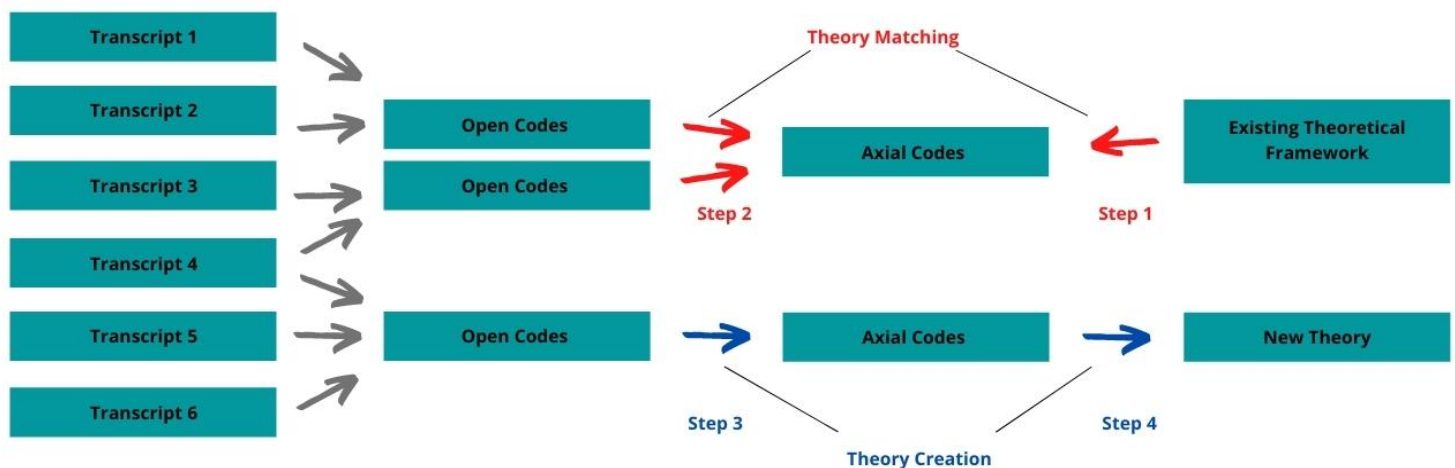 Transcript 1
Transcript 2
Transcript 3
Transcript 4
Transcript 5
Transcript 6
Open Codes
Open Codes
Open Codes
Theory Matching
Axial Codes
Existing Theoretical
Framework
Step 2
Step 1
Axial Codes
New Theory
Step 3
Step 4
Theory Creation